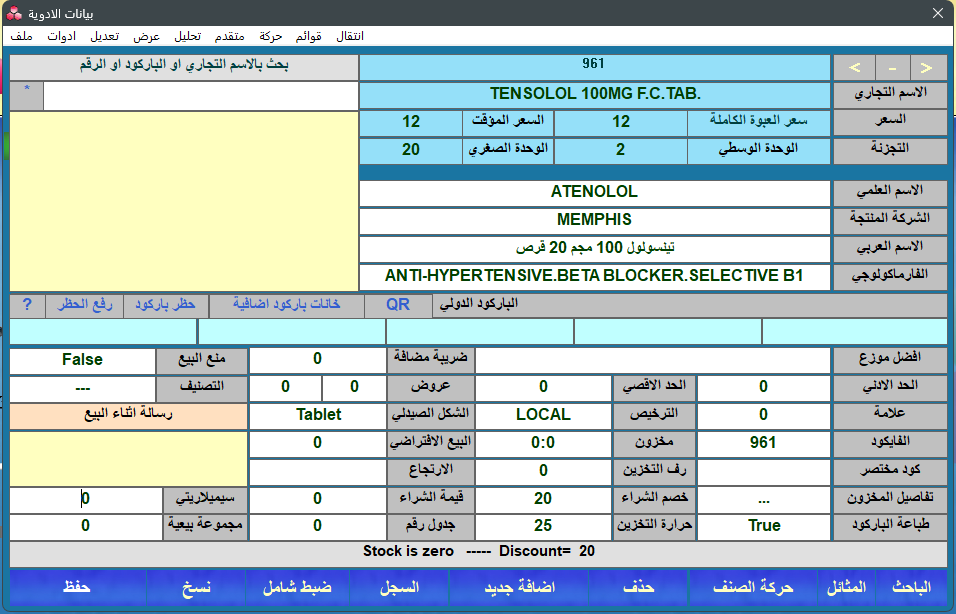 بيانات الادوية
ملف ادوات تعديل عرض تحليل متقدم حركة قوائم انتقال
بحث بالاسم التجاري او الباركود او الرقم
961
< - >
*
الاسم التجاري TENSOLOL 100MG F.C.TAB.
السعر سعر العبوة الكاملة 12 السعر المؤقت 12
التجزئة الوحدة الوسطي 2 الوحدة الصغري 20
الاسم العلمي ATENOLOL
الشركة المنتجة MEMPHIS
الاسم العربي تينسولول 100 مجم 20 قرص
الفارماكولوجي ANTI-HYPERTENSIVE.BETA BLOCKER.SELECTIVE B1
الباركود الدولي QR خانات باركود اضافية حظر باركود رفع الحظر ?
افضل موزع ضريبة مضافة 0 منع البيع False
الحد الادني 0 الحد الاقصي 0 عروض 0 0 التصنيف ---
علامة 0 الترخيص LOCAL الشكل الصيدلي Tablet رسالة اثناء البيع
الفايكود 961 مخزون 0:0 البيع الافتراضي 0
كود مختصر رف التخزين 0 الارتجاع
تفاصيل المخزون ... خصم الشراء 20 قيمة الشراء 0 سيميلاريتي 0
طباعة الباركود True حرارة التخزين 25 جدول رقم 0 مجموعة بيعية 0
Stock is zero ----- Discount= 20
الباحث المثائل حركة الصنف حذف اضافة جديد السجل ضبط شامل نسخ حفظ